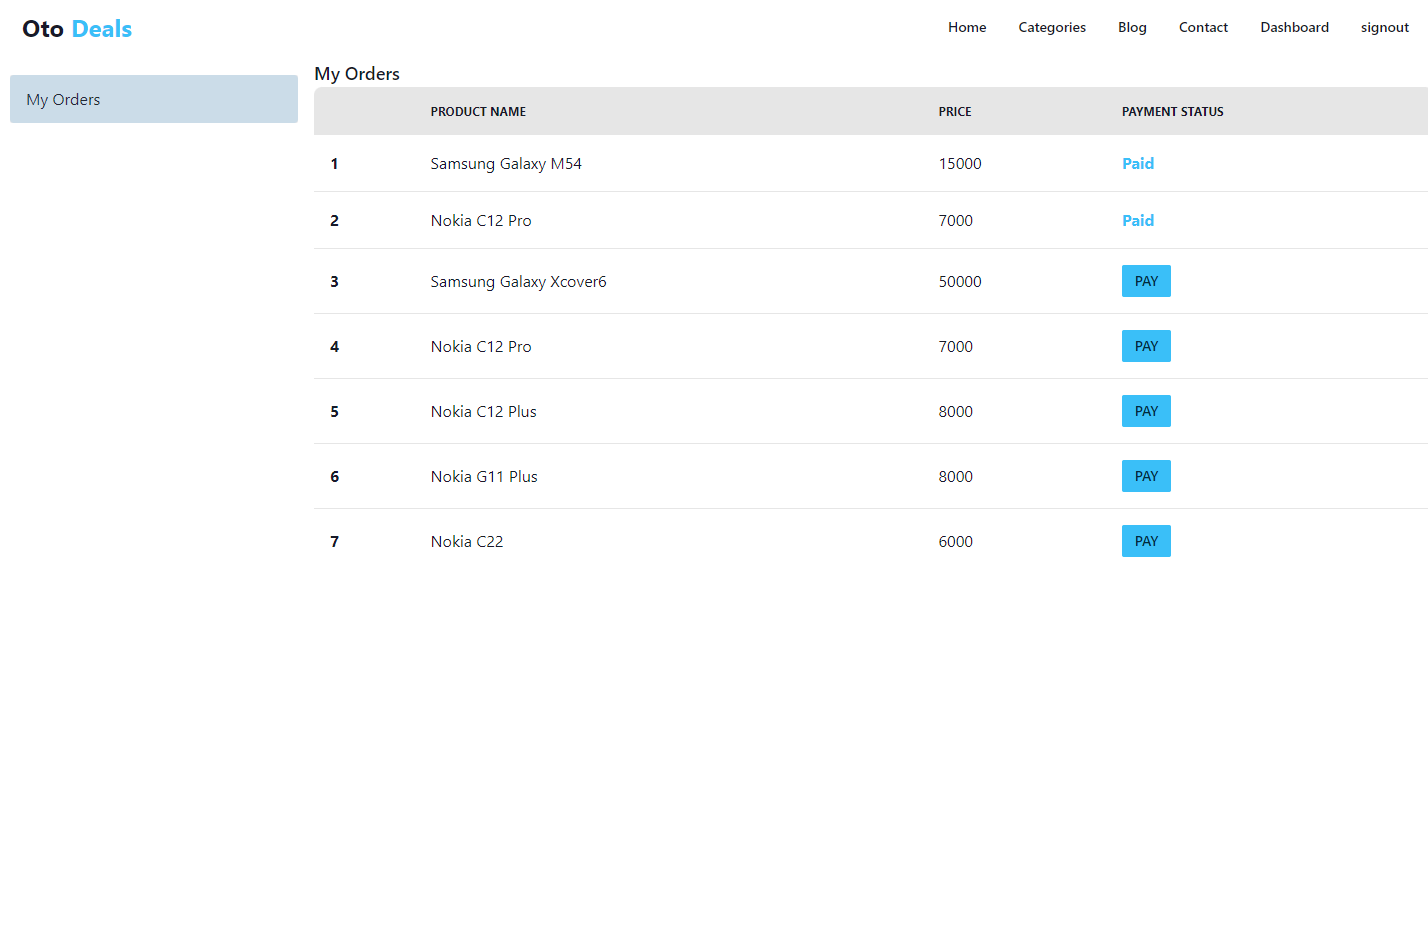 Oto Deals
Home Categories Blog Contact Dashboard signout
My Orders
My Orders
PRODUCT NAME PRICE PAYMENT STATUS
1 Samsung Galaxy M54 15000 Paid
2 Nokia C12 Pro 7000 Paid
3 Samsung Galaxy Xcover6 50000 PAY
4 Nokia C12 Pro 7000 PAY
5 Nokia C12 Plus 8000 PAY
6 Nokia G11 Plus 8000 PAY
7 Nokia C22 6000 PAY